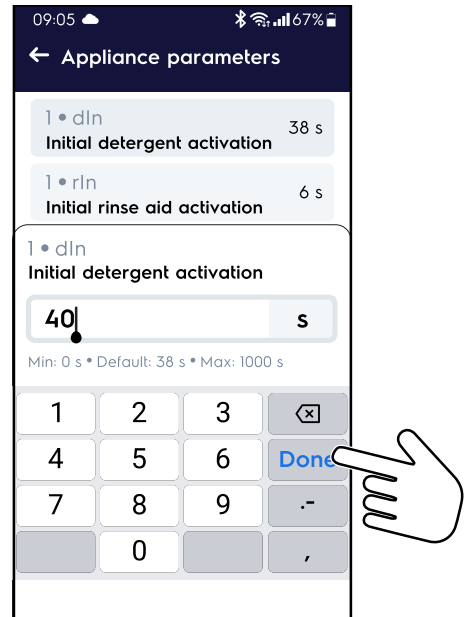 09:05 67%
← Appliance parameters
1 • dIn
Initial detergent activation
38 s
1 • rIn
Initial rinse aid activation
6 s
1 • dIn
Initial detergent activation
40 s
Min: 0 s • Default: 38 s • Max: 1000 s
1 2 3
4 5 6 Done
7 8 9 .-
0 ,